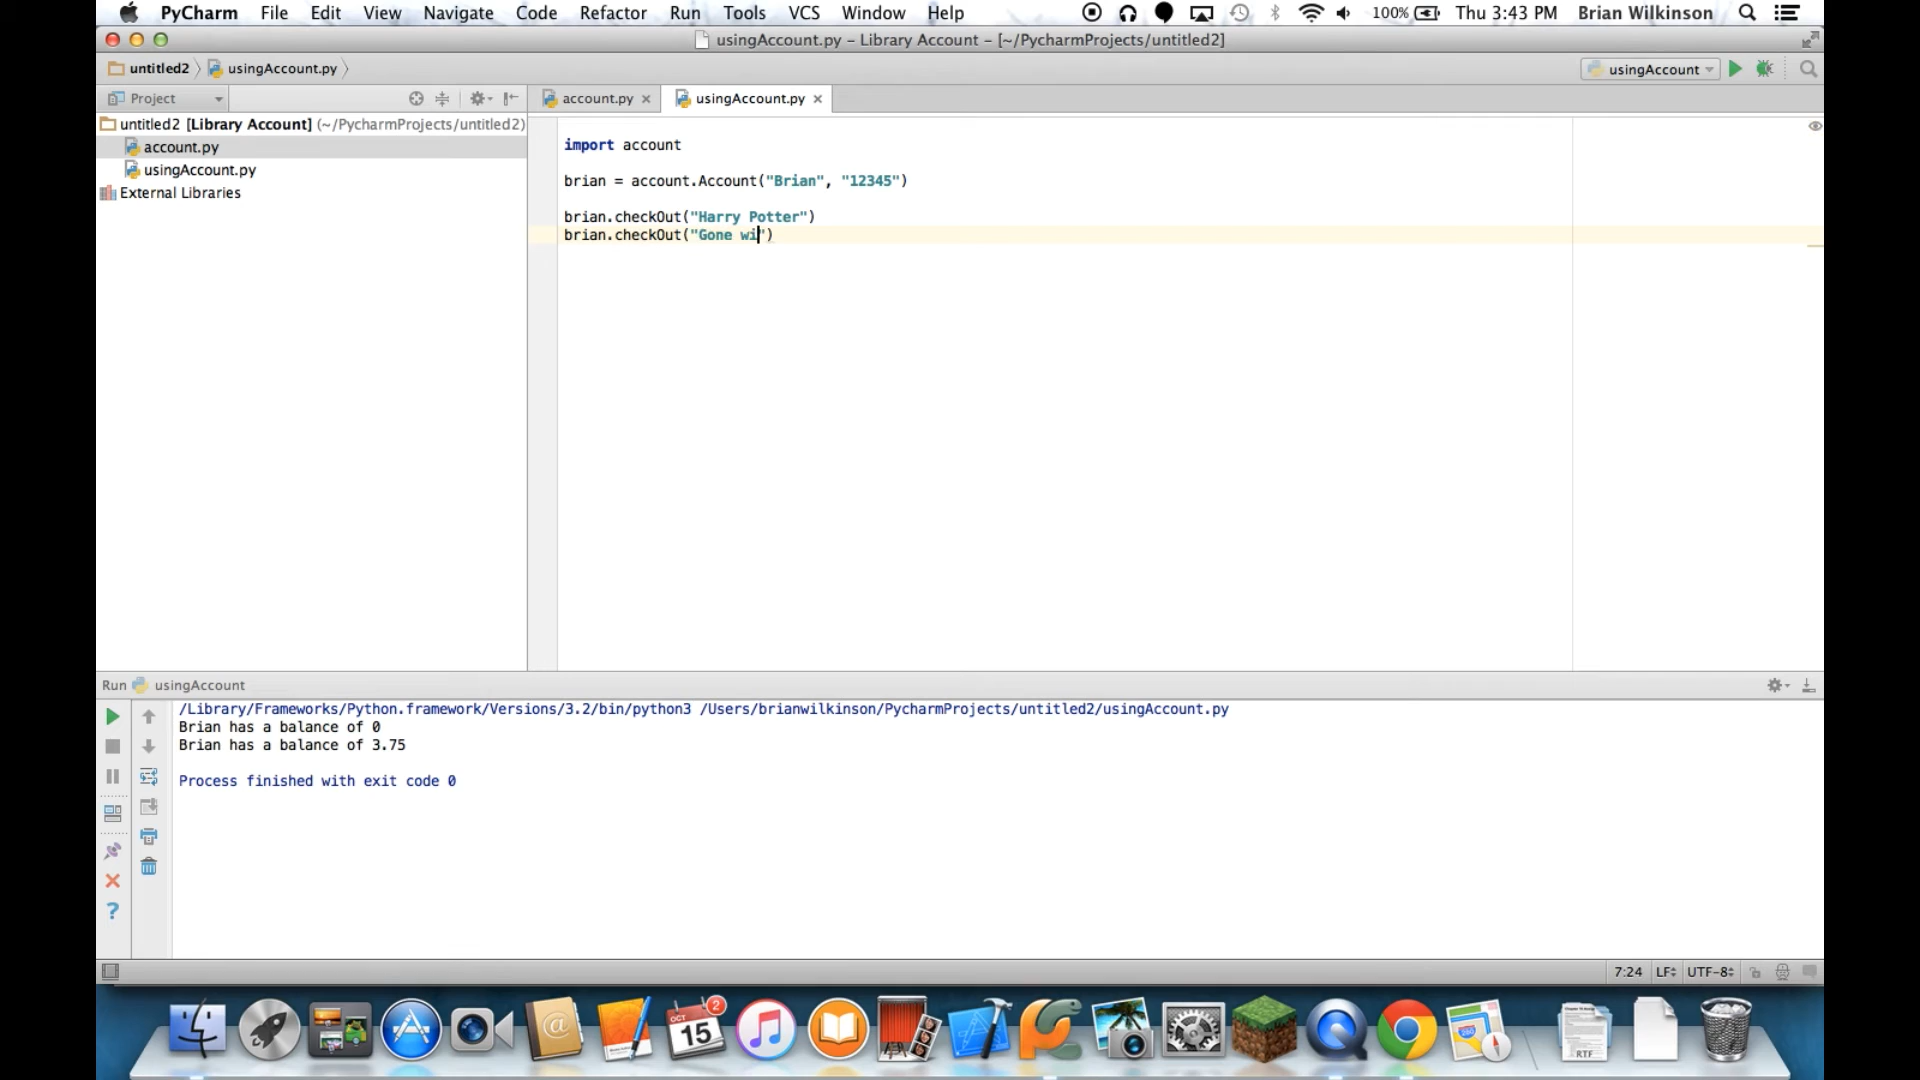 PyCharm File Edit View Navigate Code Refactor Run Tools VCS Window Help 100% Thu 3:43 PM Brian Wilkinson
usingAccount.py – Library Account – [~/PycharmProjects/untitled2]
untitled2 usingAccount.py usingAccount
Project account.py usingAccount.py
untitled2 [Library Account] (~/PycharmProjects/untitled2)
account.py
usingAccount.py
External Libraries
import account
brian = account.Account("Brian", "12345")
brian.checkOut("Harry Potter")
brian.checkOut("Gone wi")
Run usingAccount
/Library/Frameworks/Python.framework/Versions/3.2/bin/python3 /Users/brianwilkinson/PycharmProjects/untitled2/usingAccount.py
Brian has a balance of 0
Brian has a balance of 3.75
Process finished with exit code 0
?
7:24 LF UTF-8
OCT
15
2
@
RTF